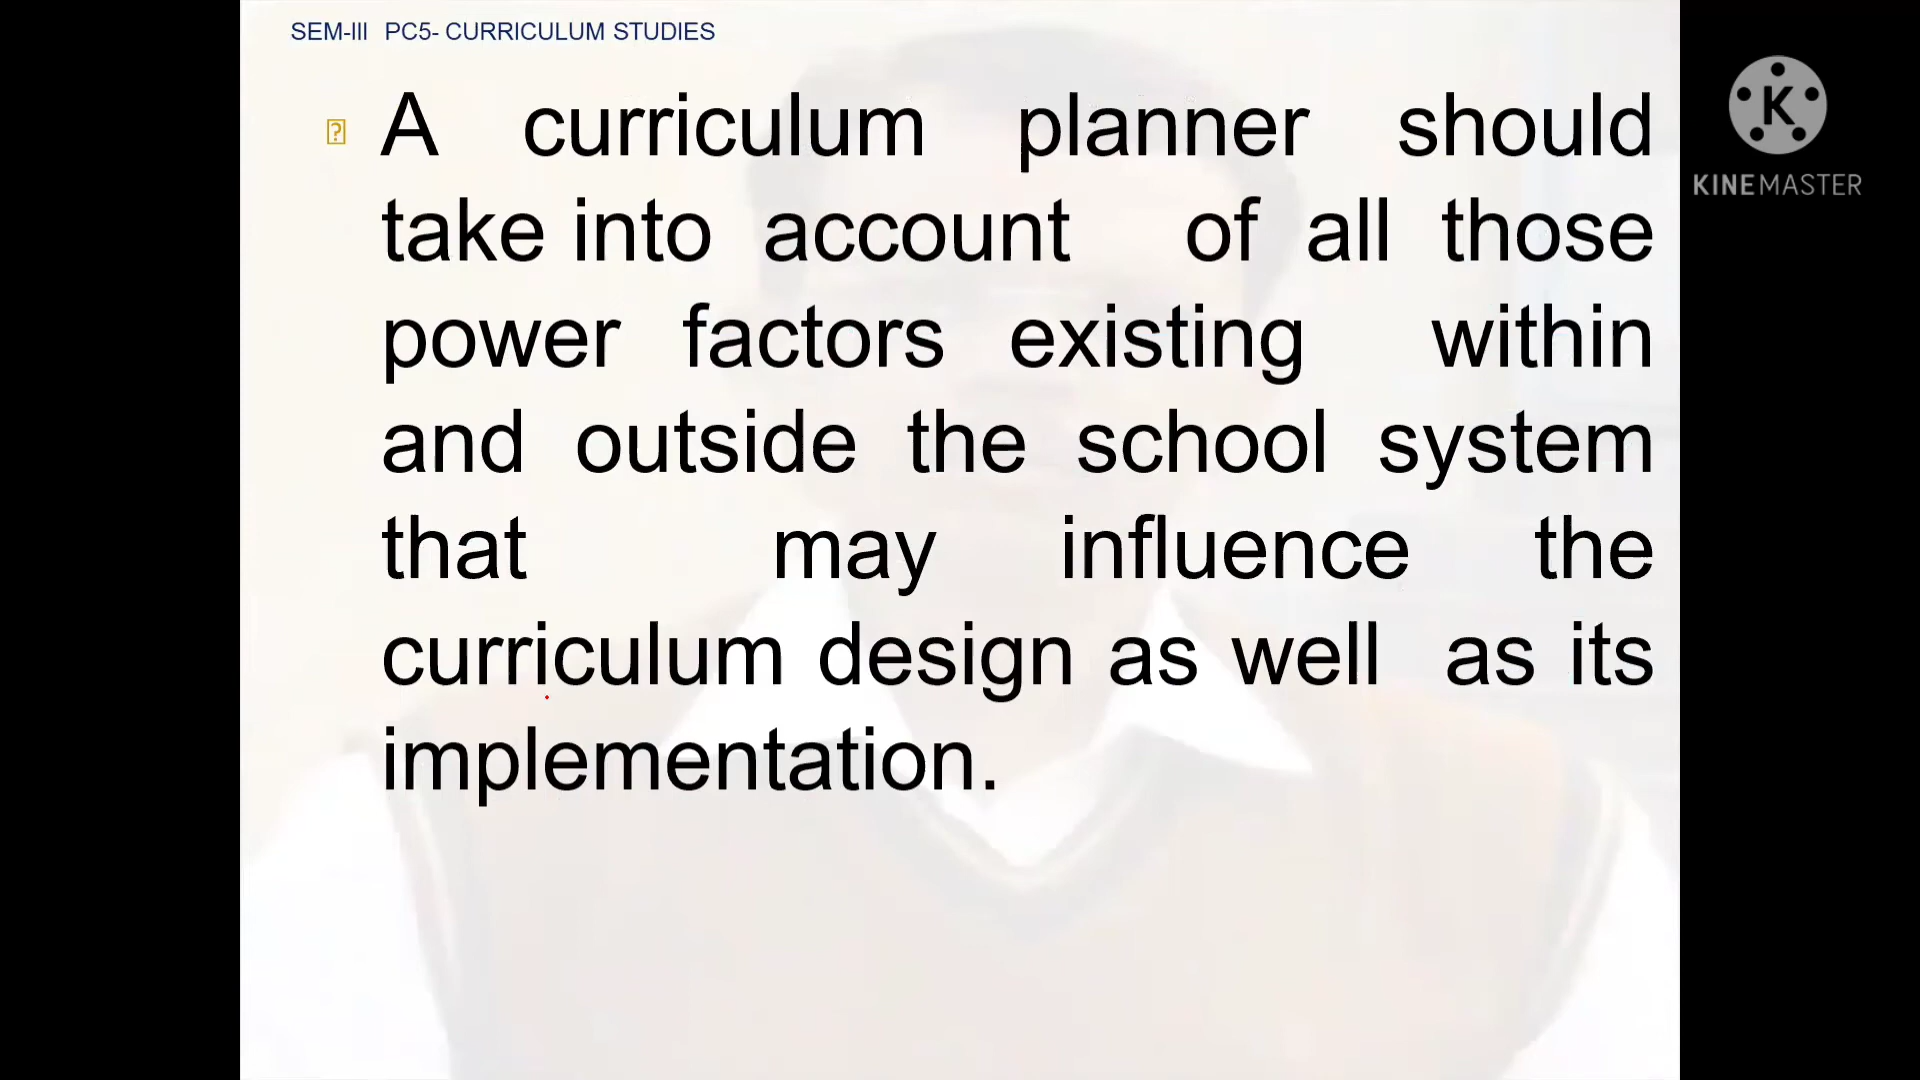 SEM-III PC5- CURRICULUM STUDIES
A curriculum planner should
take into account of all those
power factors existing within
and outside the school system
that may influence the
curriculum design as well as its
implementation.
K
KINEMASTER